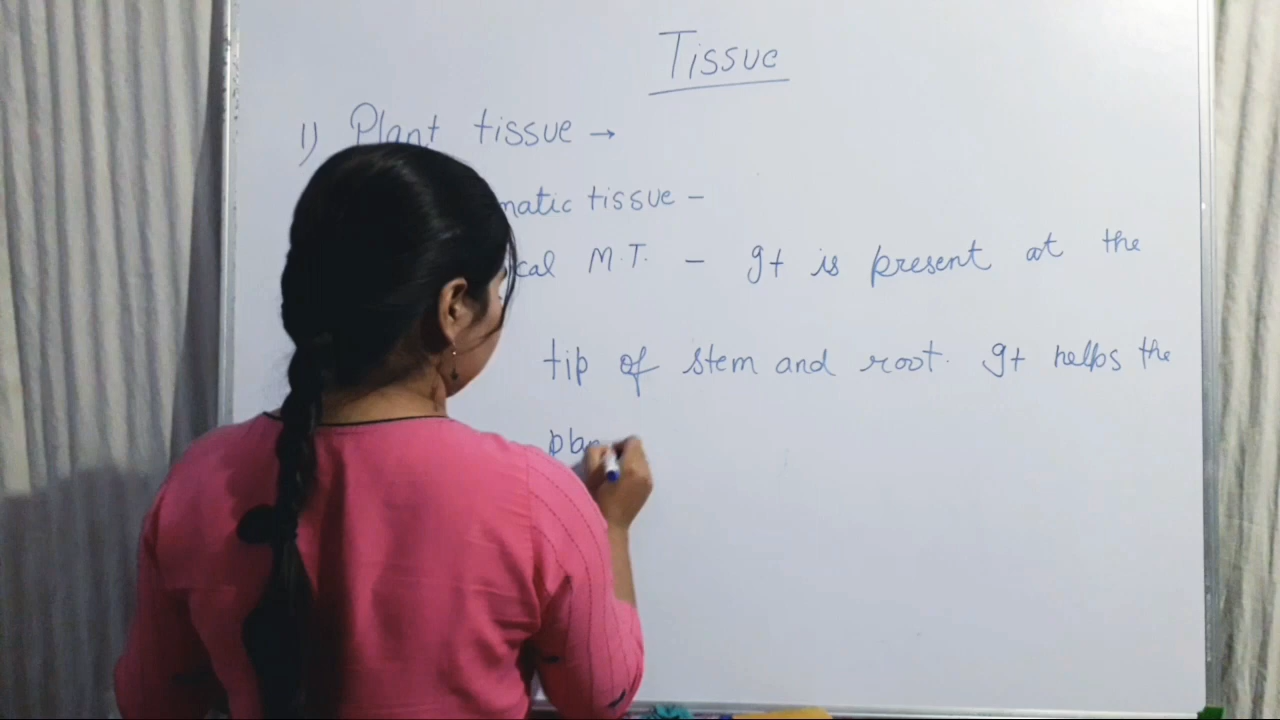 Tissue
1) Plant tissue →
matic tissue –
cal M.T. – It is present at the
tip of stem and root. It helps the